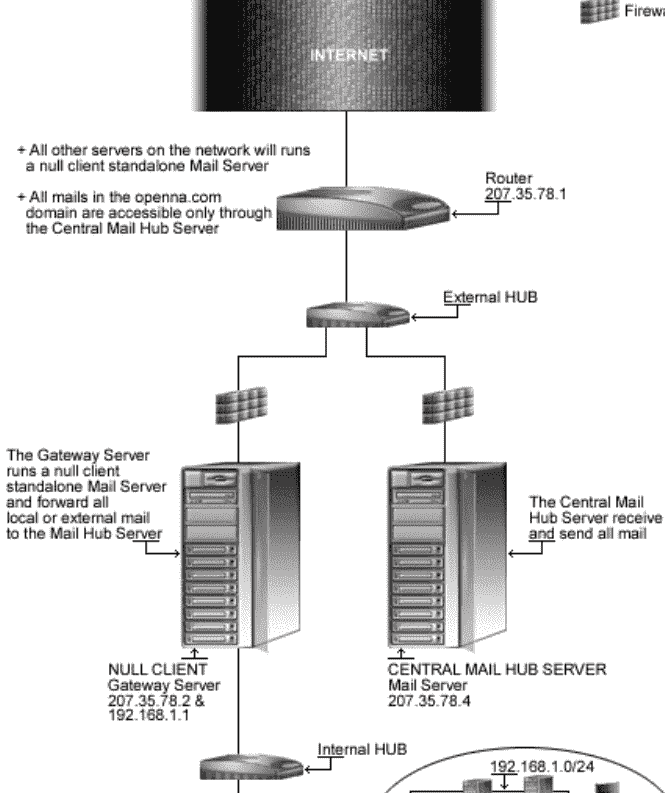 Firewa
INTERNET
+ All other servers on the network will runs
a null client standalone Mail Server
+ All mails in the openna.com
domain are accessible only through
the Central Mail Hub Server
Router
207.35.78.1
External HUB
The Gateway Server
runs a null client
standalone Mail Server
and forward all
local or external mail
to the Mail Hub Server
The Central Mail
Hub Server receive
and send all mail
NULL CLIENT
Gateway Server
207.35.78.2 &
192.168.1.1
CENTRAL MAIL HUB SERVER
Mail Server
207.35.78.4
Internal HUB
192.168.1.0/24